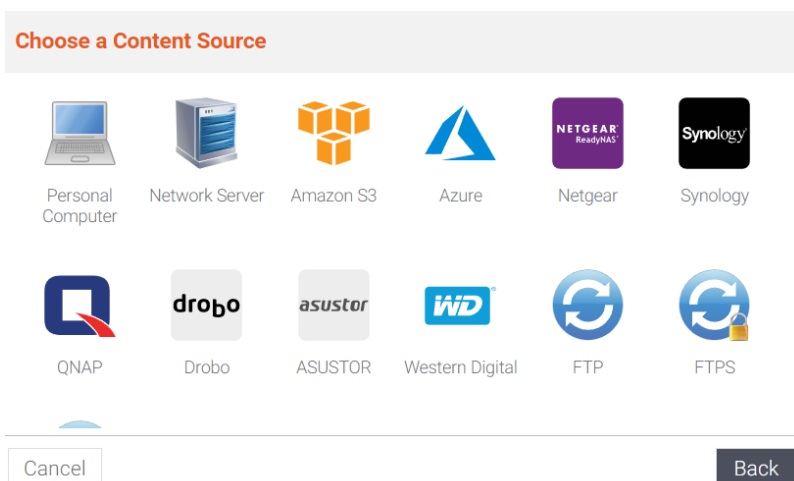 Choose a Content Source
NETGEAR
ReadyNAS
Synology
Personal
Computer
Network Server
Amazon S3
Azure
Netgear
Synology
drobo
asustor
WD
QNAP
Drobo
ASUSTOR
Western Digital
FTP
FTPS
Cancel
Back